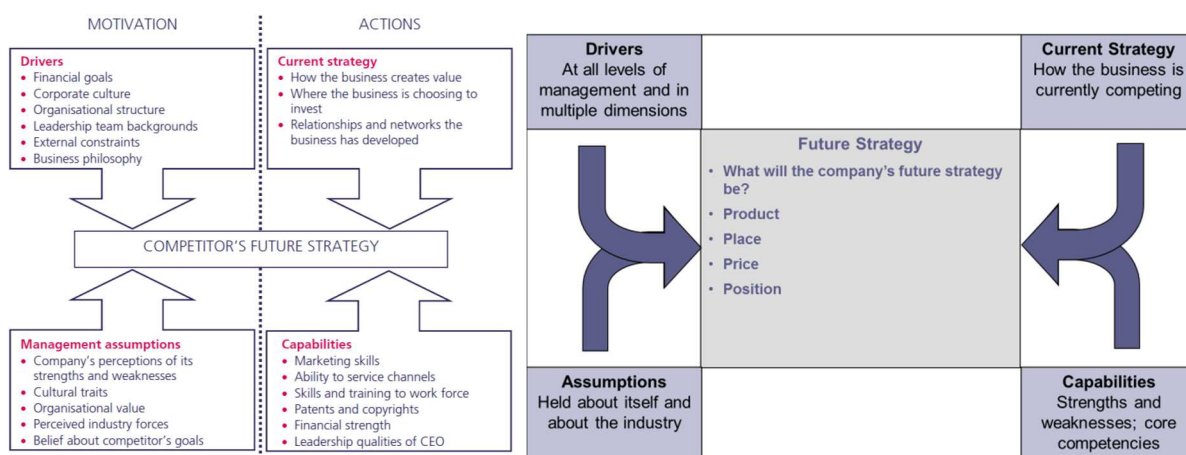 MOTIVATION
ACTIONS
Drivers
• Financial goals
• Corporate culture
• Organisational structure
• Leadership team backgrounds
• External constraints
• Business philosophy
Current strategy
• How the business creates value
• Where the business is choosing to
invest
• Relationships and networks the
business has developed
COMPETITOR'S FUTURE STRATEGY
Management assumptions
• Company's perceptions of its
strengths and weaknesses
• Cultural traits
• Organisational value
• Perceived industry forces
• Belief about competitor's goals
Capabilities
• Marketing skills
• Ability to service channels
• Skills and training to work force
• Patents and copyrights
• Financial strength
• Leadership qualities of CEO
Drivers
At all levels of
management and in
multiple dimensions
Current Strategy
How the business is
currently competing
Future Strategy
• What will the company's future strategy
be?
• Product
• Place
• Price
• Position
Assumptions
Held about itself and
about the industry
Capabilities
Strengths and
weaknesses; core
competencies